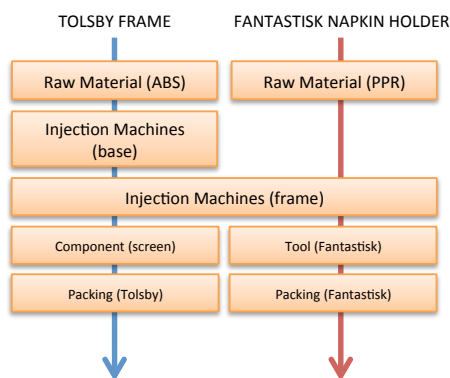 TOLSBY FRAME
FANTASTISK NAPKIN HOLDER
Raw Material (ABS)
Raw Material (PPR)
Injection Machines
(base)
Injection Machines (frame)
Component (screen)
Tool (Fantastisk)
Packing (Tolsby)
Packing (Fantastisk)